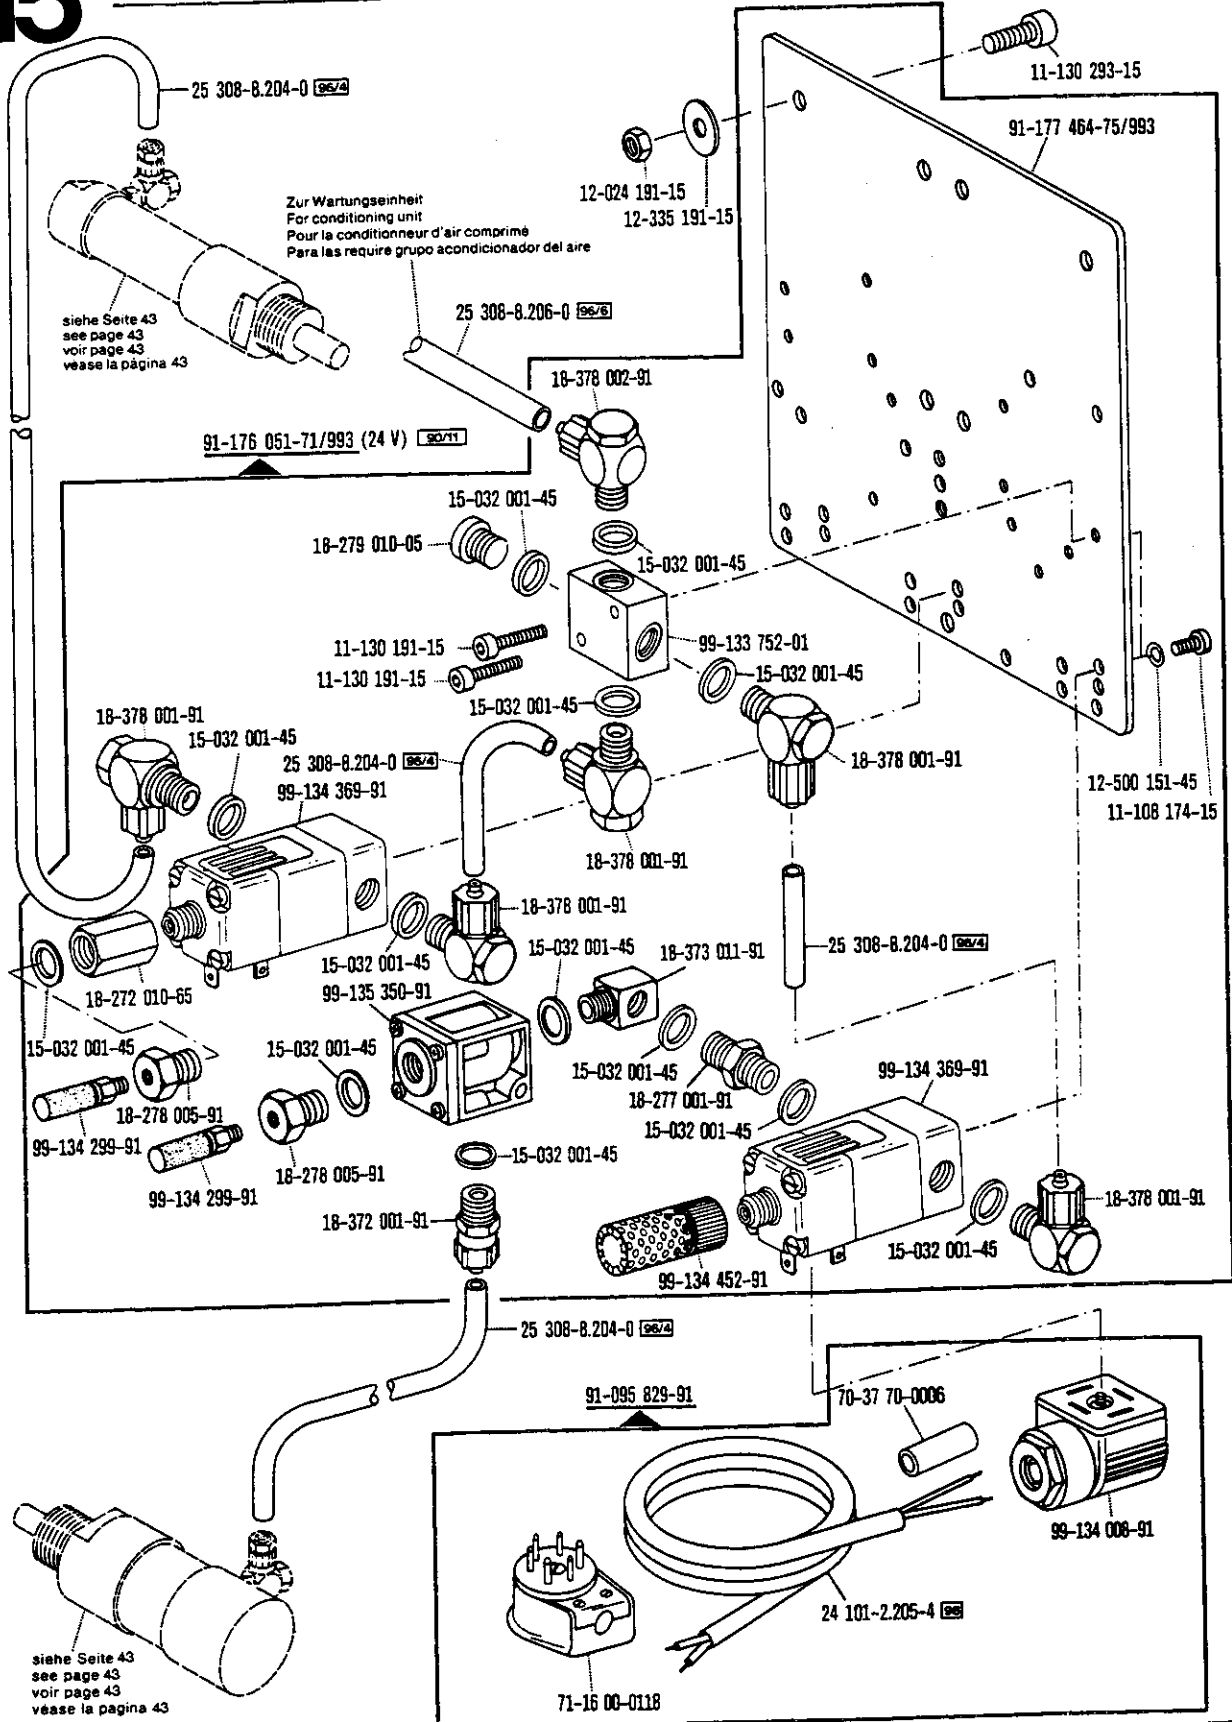 15
25 308-8.204-0 96/4
11-130 293-15
91-177 464-75/993
12-024 191-15
12-335 191-15
Zur Wartungseinheit
For conditioning unit
Pour la conditionneur d'air comprimé
Para las require grupo acondicionador del aire
siehe Seite 43
see page 43
voir page 43
véase la página 43
25 308-8.206-0 96/6
18-378 002-91
91-176 051-71/993 (24 V) 90/11
15-032 001-45
18-279 010-05
15-032 001-45
11-130 191-15
99-133 752-01
11-130 191-15
15-032 001-45
15-032 001-45
18-378 001-91
15-032 001-45
25 308-8.204-0 96/4
18-378 001-91
99-134 369-91
12-500 151-45
11-108 174-15
18-378 001-91
18-378 001-91
15-032 001-45
15-032 001-45
18-373 011-91
25 308-8.204-0 96/4
18-272 010-65
99-135 350-91
15-032 001-45
15-032 001-45
15-032 001-45
99-134 369-91
18-278 005-91
18-277 001-91
99-134 299-91
15-032 001-45
15-032 001-45
18-278 005-91
99-134 299-91
18-372 001-91
18-378 001-91
15-032 001-45
99-134 452-91
25 308-8.204-0 96/4
91-095 829-91
70-37 70-0006
99-134 008-91
24 101-2.205-4 96
71-16 00-0118
siehe Seite 43
see page 43
voir page 43
véase la pagina 43